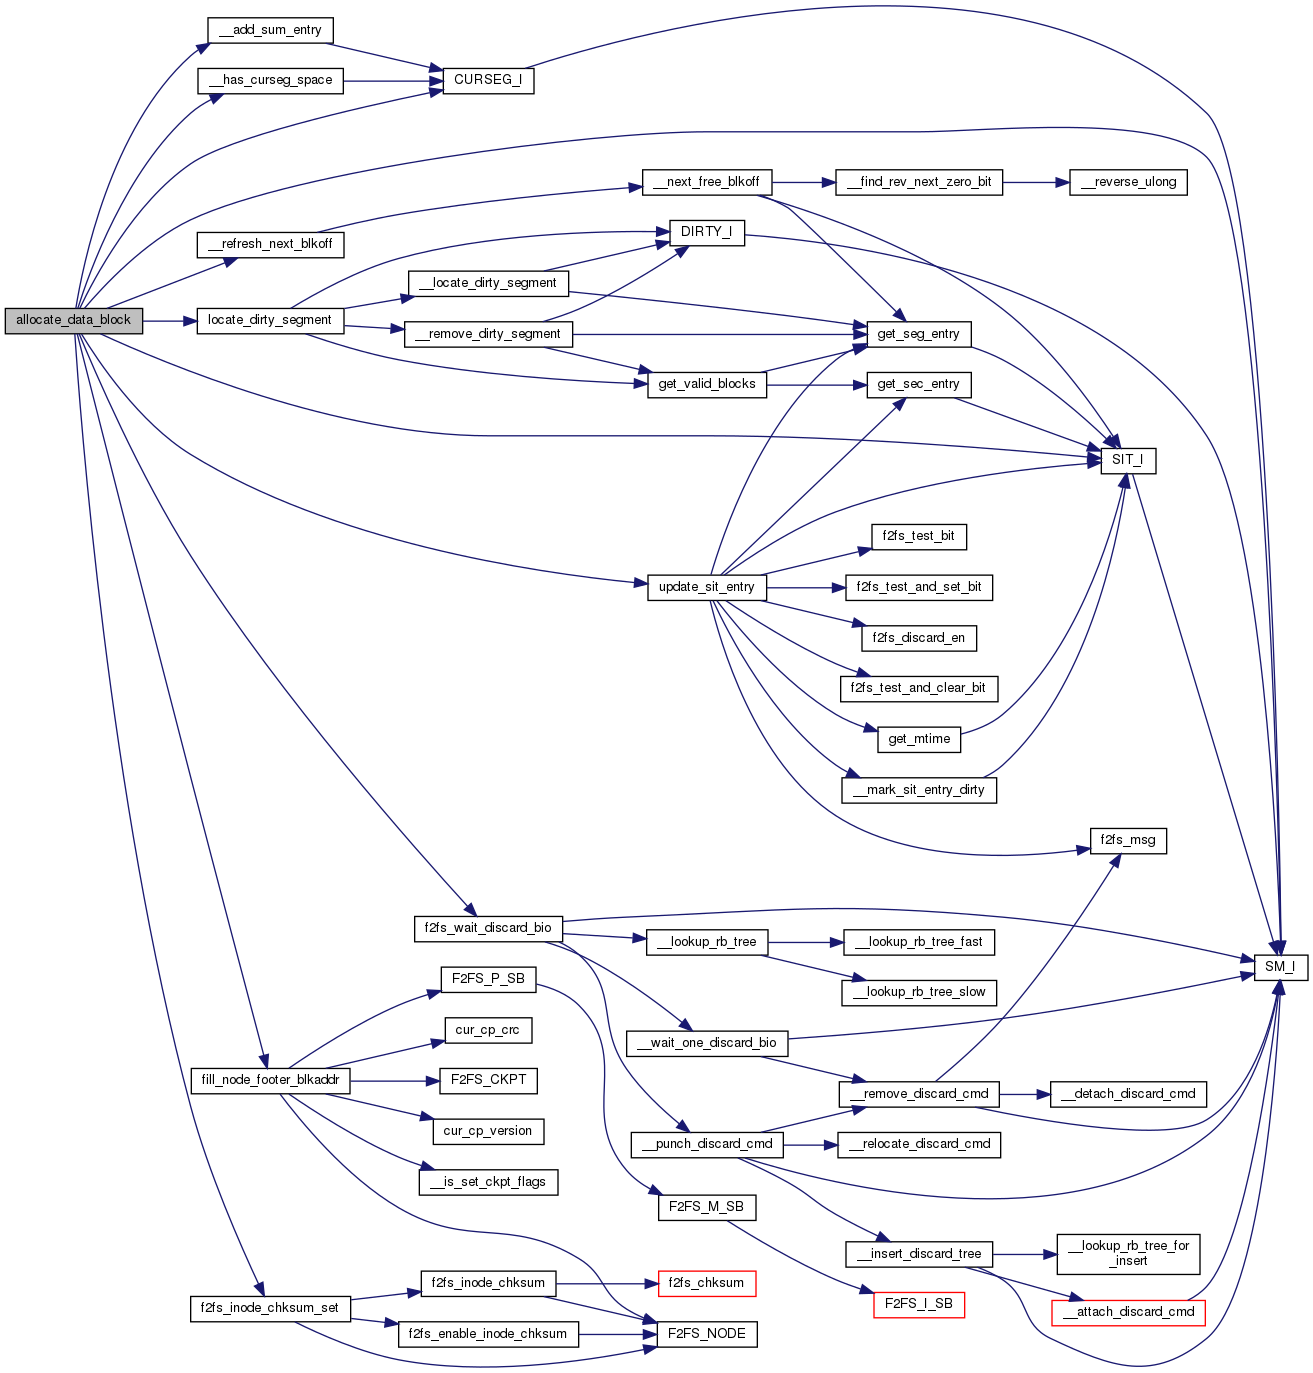 __add_sum_entry
__has_curseg_space
CURSEG_I
__next_free_blkoff
__find_rev_next_zero_bit
__reverse_ulong
__refresh_next_blkoff
DIRTY_I
__locate_dirty_segment
allocate_data_block
locate_dirty_segment
__remove_dirty_segment
get_seg_entry
get_valid_blocks
get_sec_entry
SIT_I
f2fs_test_bit
update_sit_entry
f2fs_test_and_set_bit
f2fs_discard_en
f2fs_test_and_clear_bit
get_mtime
__mark_sit_entry_dirty
f2fs_msg
f2fs_wait_discard_bio
__lookup_rb_tree
__lookup_rb_tree_fast
SM_I
F2FS_P_SB
__lookup_rb_tree_slow
cur_cp_crc
__wait_one_discard_bio
fill_node_footer_blkaddr
F2FS_CKPT
__remove_discard_cmd
__detach_discard_cmd
cur_cp_version
__punch_discard_cmd
__relocate_discard_cmd
__is_set_ckpt_flags
F2FS_M_SB
__insert_discard_tree
__lookup_rb_tree_for
_insert
f2fs_inode_chksum
f2fs_chksum
f2fs_inode_chksum_set
F2FS_I_SB
__attach_discard_cmd
f2fs_enable_inode_chksum
F2FS_NODE